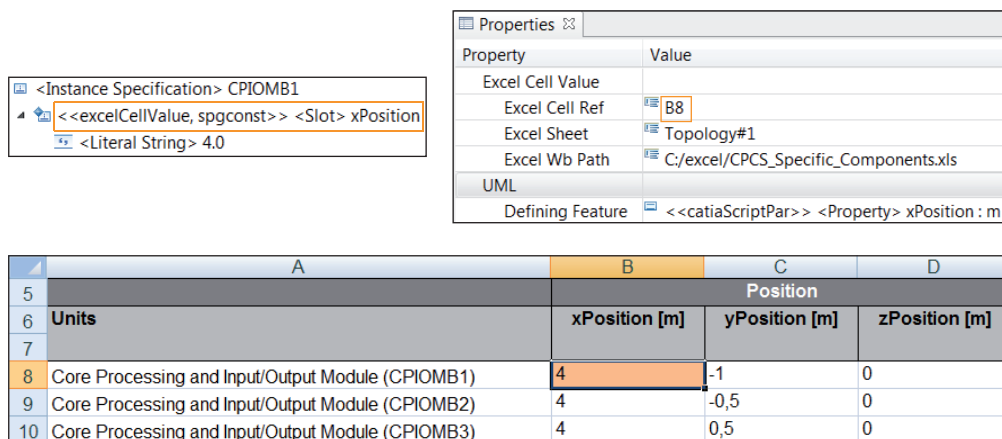 <Instance Specification> CPIOMB1
<<excelCellValue, spgconst>> <Slot> xPosition
<Literal String> 4.0
Properties
Property Value
Excel Cell Value
Excel Cell Ref B8
Excel Sheet Topology#1
Excel Wb Path C:/excel/CPCS_Specific_Components.xls
UML
Defining Feature <<catiaScriptPar>> <Property> xPosition : m
A B C D
5 Position
6 Units xPosition [m] yPosition [m] zPosition [m]
7
8 Core Processing and Input/Output Module (CPIOMB1) 4 -1 0
9 Core Processing and Input/Output Module (CPIOMB2) 4 -0,5 0
10 Core Processing and Input/Output Module (CPIOMB3) 4 0,5 0